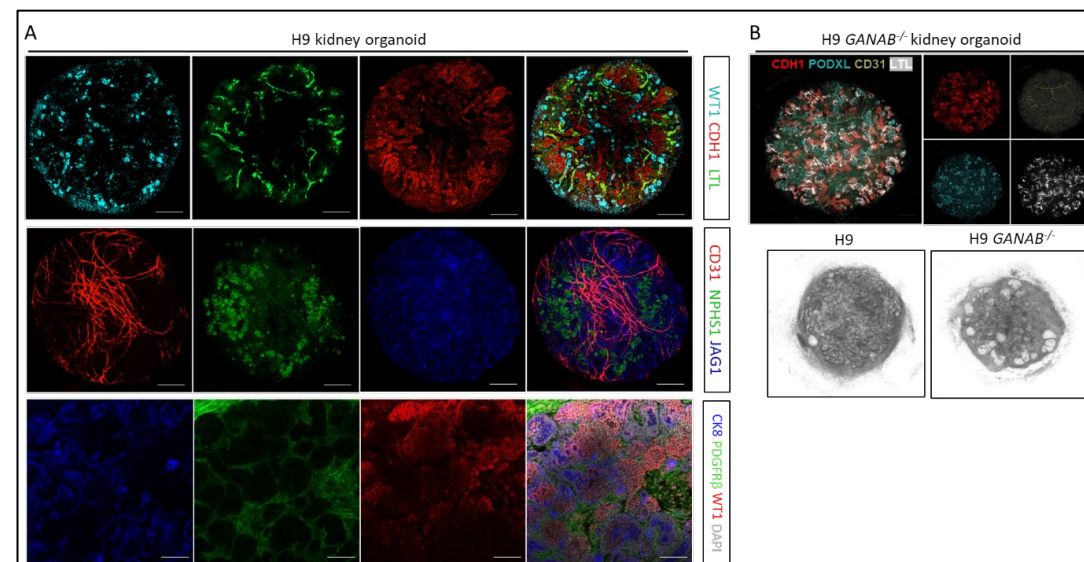 A
H9 kidney organoid
WT1 CDH1 LTL
CD31 NPHS1 JAG1
CK8 PDGFRβ WT1 DAPI
B
H9 GANAB-/- kidney organoid
CDH1 PODXL CD31 LTL
H9
H9 GANAB-/-